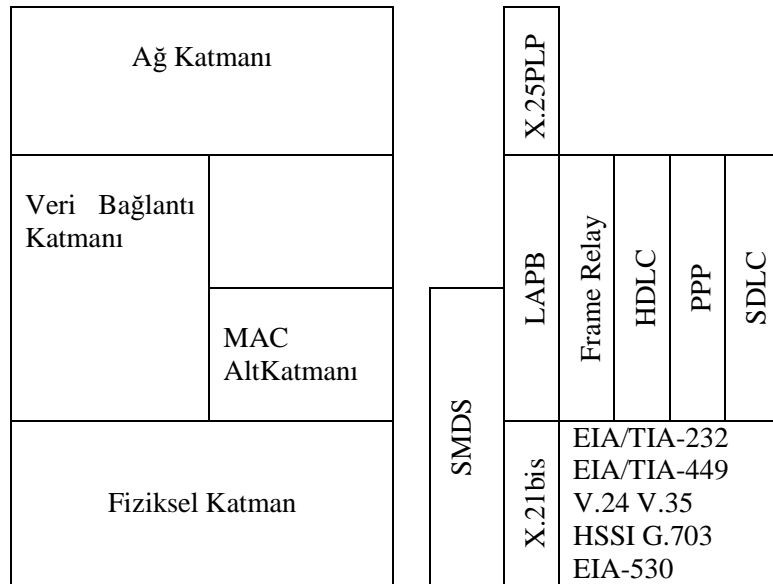 Ağ Katmanı
Veri Bağlantı
Katmanı
MAC
AltKatmanı
Fiziksel Katman
SMDS
X.25PLP
LAPB
Frame Relay
HDLC
PPP
SDLC
X.21bis
EIA/TIA-232
EIA/TIA-449
V.24 V.35
HSSI G.703
EIA-530